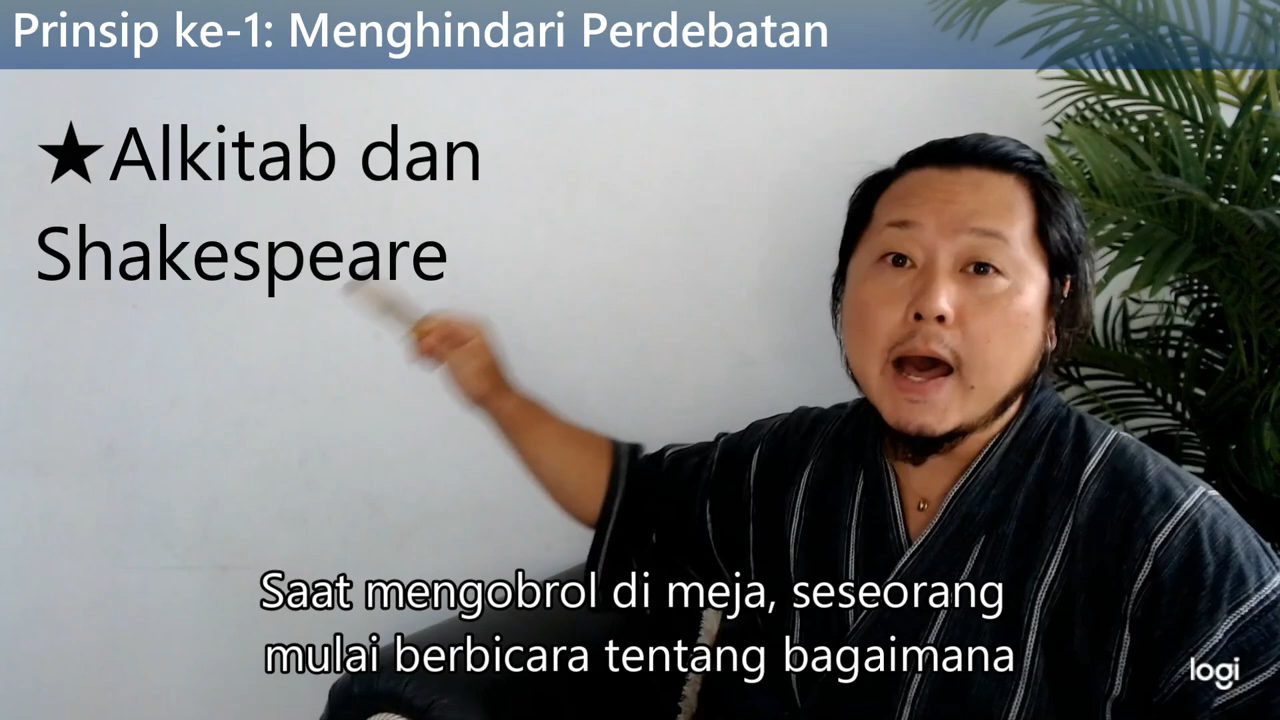 Prinsip ke-1: Menghindari Perdebatan
★Alkitab dan
Shakespeare
Saat mengobrol di meja, seseorang
mulai berbicara tentang bagaimana
logi